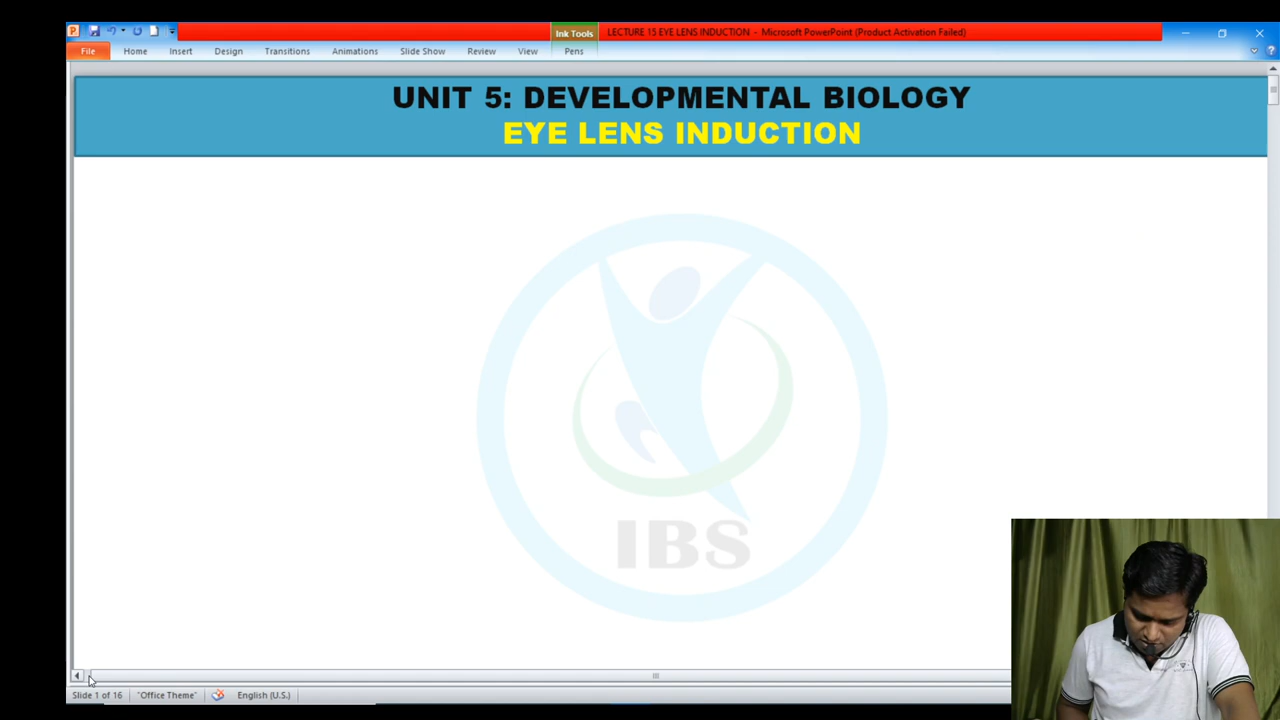 Ink Tools
LECTURE 15 EYE LENS INDUCTION - Microsoft PowerPoint (Product Activation Failed)
File Home Insert Design Transitions Animations Slide Show Review View Pens
UNIT 5: DEVELOPMENTAL BIOLOGY
EYE LENS INDUCTION
IBS
Slide 1 of 16 "Office Theme" English (U.S.)